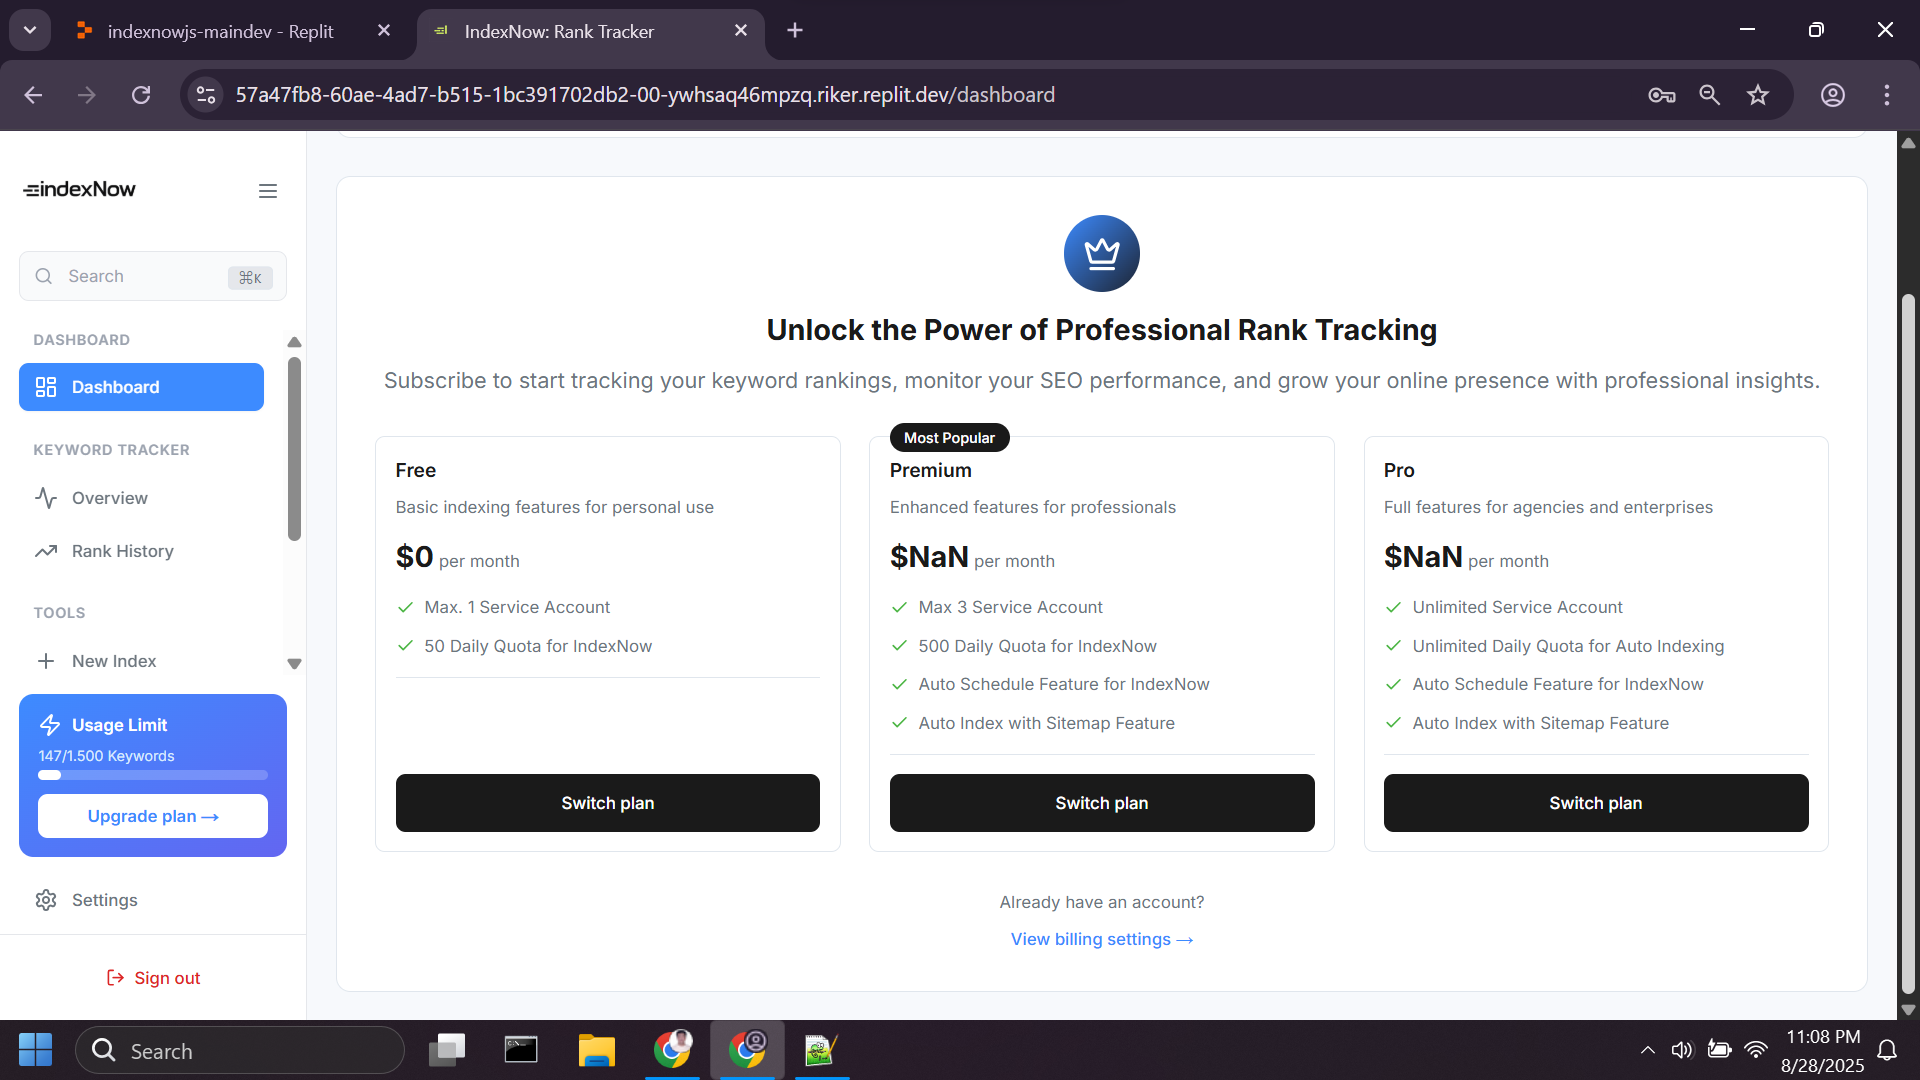 indexnowjs-maindev - Replit
IndexNow: Rank Tracker
57a47fb8-60ae-4ad7-b515-1bc391702db2-00-ywhsaq46mpzq.riker.replit.dev/dashboard
indexNow
Search
⌘K
DASHBOARD
Dashboard
KEYWORD TRACKER
Overview
Rank History
TOOLS
New Index
Usage Limit
147/1.500 Keywords
Upgrade plan →
Settings
Sign out
Unlock the Power of Professional Rank Tracking
Subscribe to start tracking your keyword rankings, monitor your SEO performance, and grow your online presence with professional insights.
Free
Basic indexing features for personal use
$0 per month
Max. 1 Service Account
50 Daily Quota for IndexNow
Switch plan
Most Popular
Premium
Enhanced features for professionals
$NaN per month
Max 3 Service Account
500 Daily Quota for IndexNow
Auto Schedule Feature for IndexNow
Auto Index with Sitemap Feature
Switch plan
Pro
Full features for agencies and enterprises
$NaN per month
Unlimited Service Account
Unlimited Daily Quota for Auto Indexing
Auto Schedule Feature for IndexNow
Auto Index with Sitemap Feature
Switch plan
Already have an account?
View billing settings →
Search
11:08 PM
8/28/2025